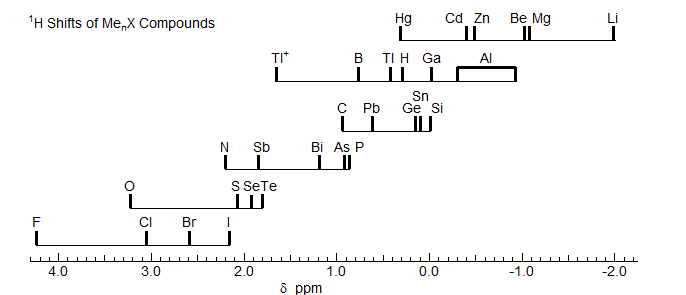 ¹H Shifts of MeₙX Compounds
Hg Cd Zn Be Mg Li
Tl⁺ B Tl H Ga Al
Sn
C Pb Ge Si
N Sb Bi As P
O S Se Te
F Cl Br I
4.0 3.0 2.0 1.0 0.0 -1.0 -2.0
δ ppm